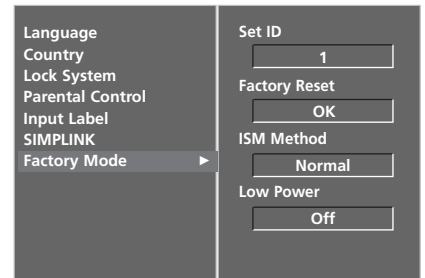 Language
Country
Lock System
Parental Control
Input Label
SIMPLINK
Factory Mode ►
Set ID
1
Factory Reset
OK
ISM Method
Normal
Low Power
Off